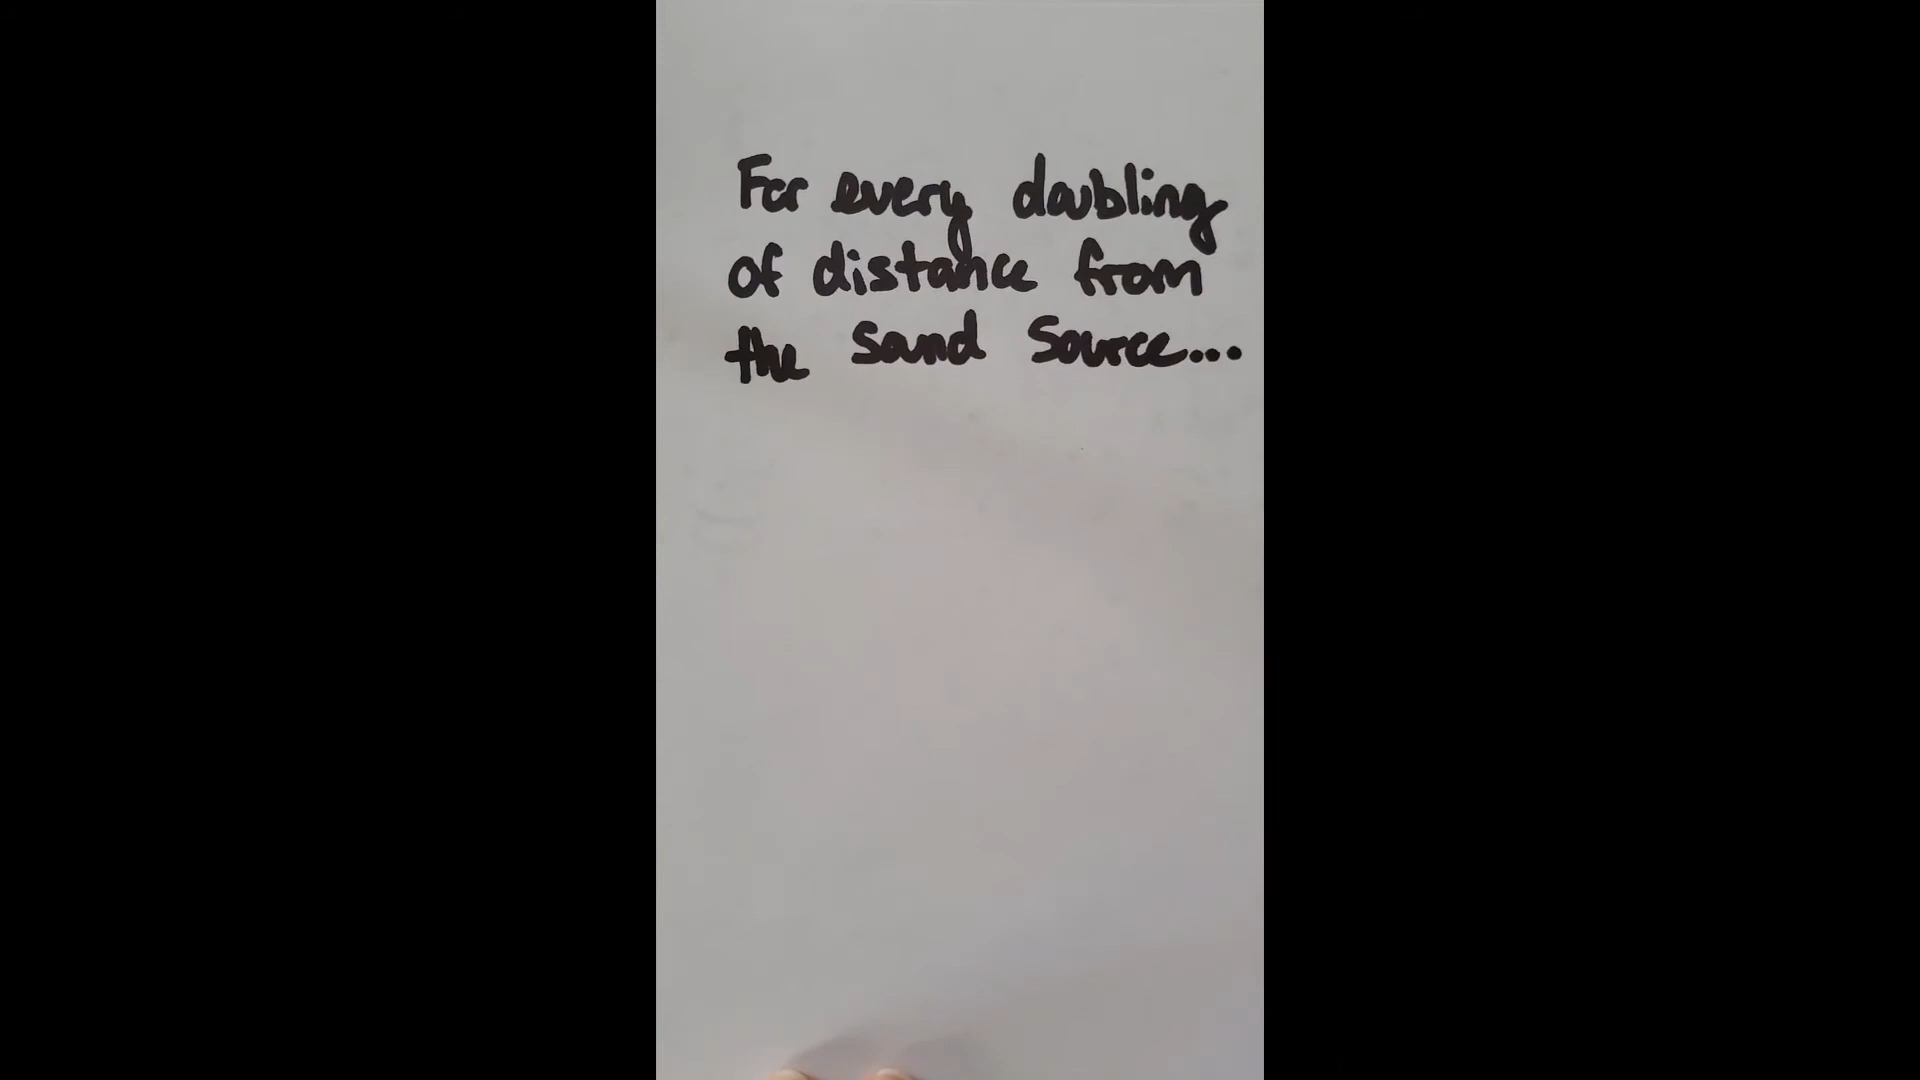 For every doubling
of distance from
the sound source...